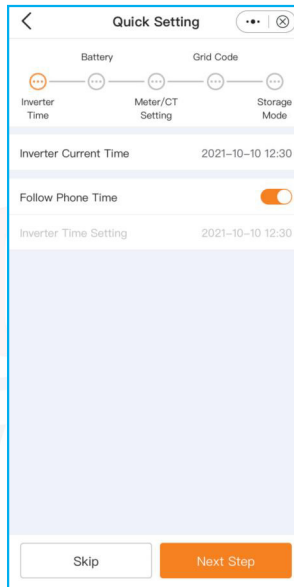 Quick Setting
Battery
Grid Code
Inverter
Time
Meter/CT
Setting
Storage
Mode
Inverter Current Time 2021-10-10 12:30
Follow Phone Time
Inverter Time Setting 2021-10-10 12:30
Skip Next Step